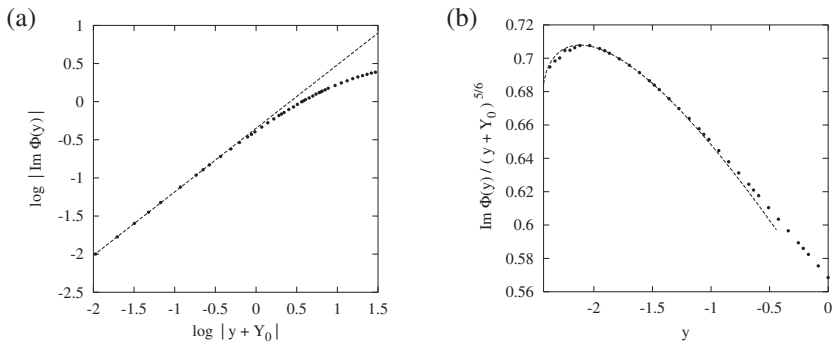 (a)
1
0.5
0
-0.5
-1
-1.5
-2
-2.5
-2 -1.5 -1 -0.5 0 0.5 1 1.5
log |y + Y₀|
log |Im Φ(y)|
(b)
0.72
0.7
0.68
0.66
0.64
0.62
0.6
0.58
0.56
-2 -1.5 -1 -0.5 0
y
Im Φ(y) / (y + Y₀)^5/6